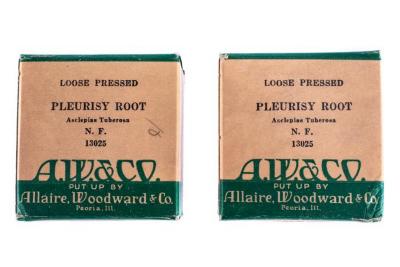 LOOSE PRESSED
PLEURISY ROOT
Asclepias Tuberosa
N. F.
13025
A.W.&CO.
PUT UP BY
Allaire, Woodward & Co.
Peoria, Ill.
LOOSE PRESSED
PLEURISY ROOT
Asclepias Tuberosa
N. F.
13025
A.W.&CO.
PUT UP BY
Allaire, Woodward & Co.
Peoria, Ill.